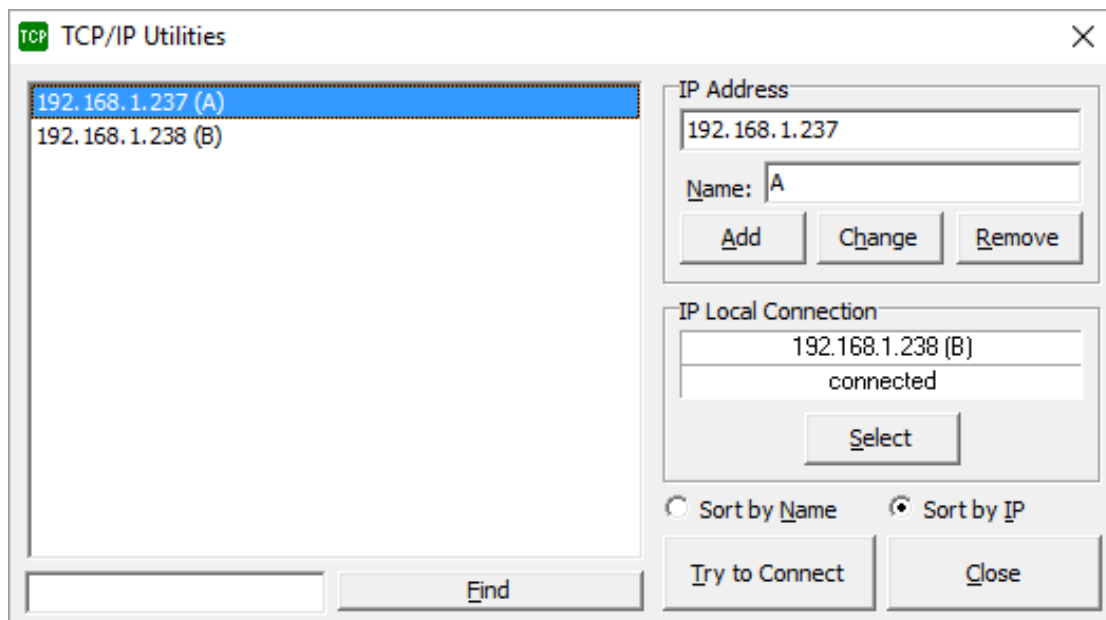 TCP TCP/IP Utilities
192.168.1.237 (A)
192.168.1.238 (B)
Find
IP Address
192.168.1.237
Name: A
Add Change Remove
IP Local Connection
192.168.1.238 (B)
connected
Select
Sort by Name Sort by IP
Try to Connect Close